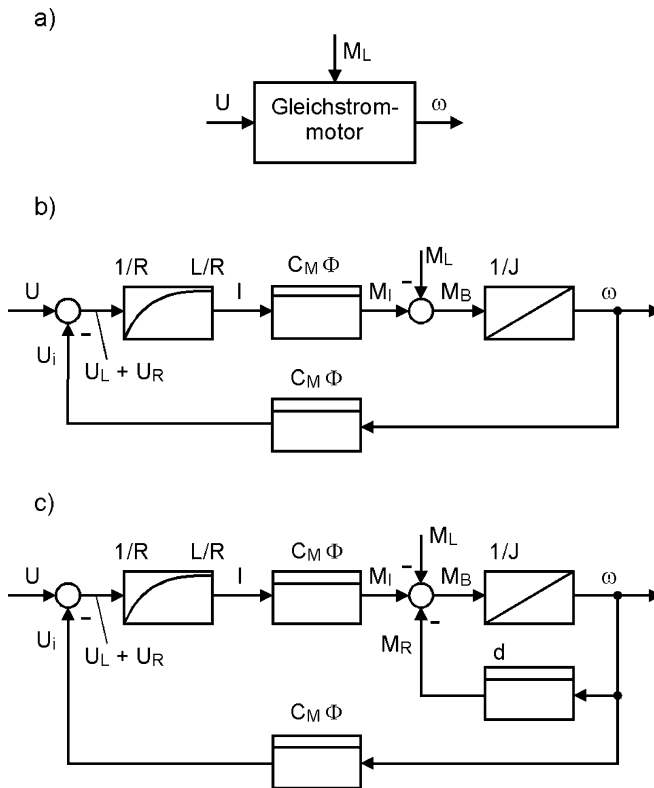 a)
M_L
U
Gleichstrom-
motor
ω
b)
1/R L/R C_M Φ M_L 1/J
U I M_I M_B ω
- -
U_i
U_L + U_R
C_M Φ
c)
1/R L/R C_M Φ M_L 1/J
U I M_I M_B ω
- - -
U_i
U_L + U_R
M_R
d
C_M Φ